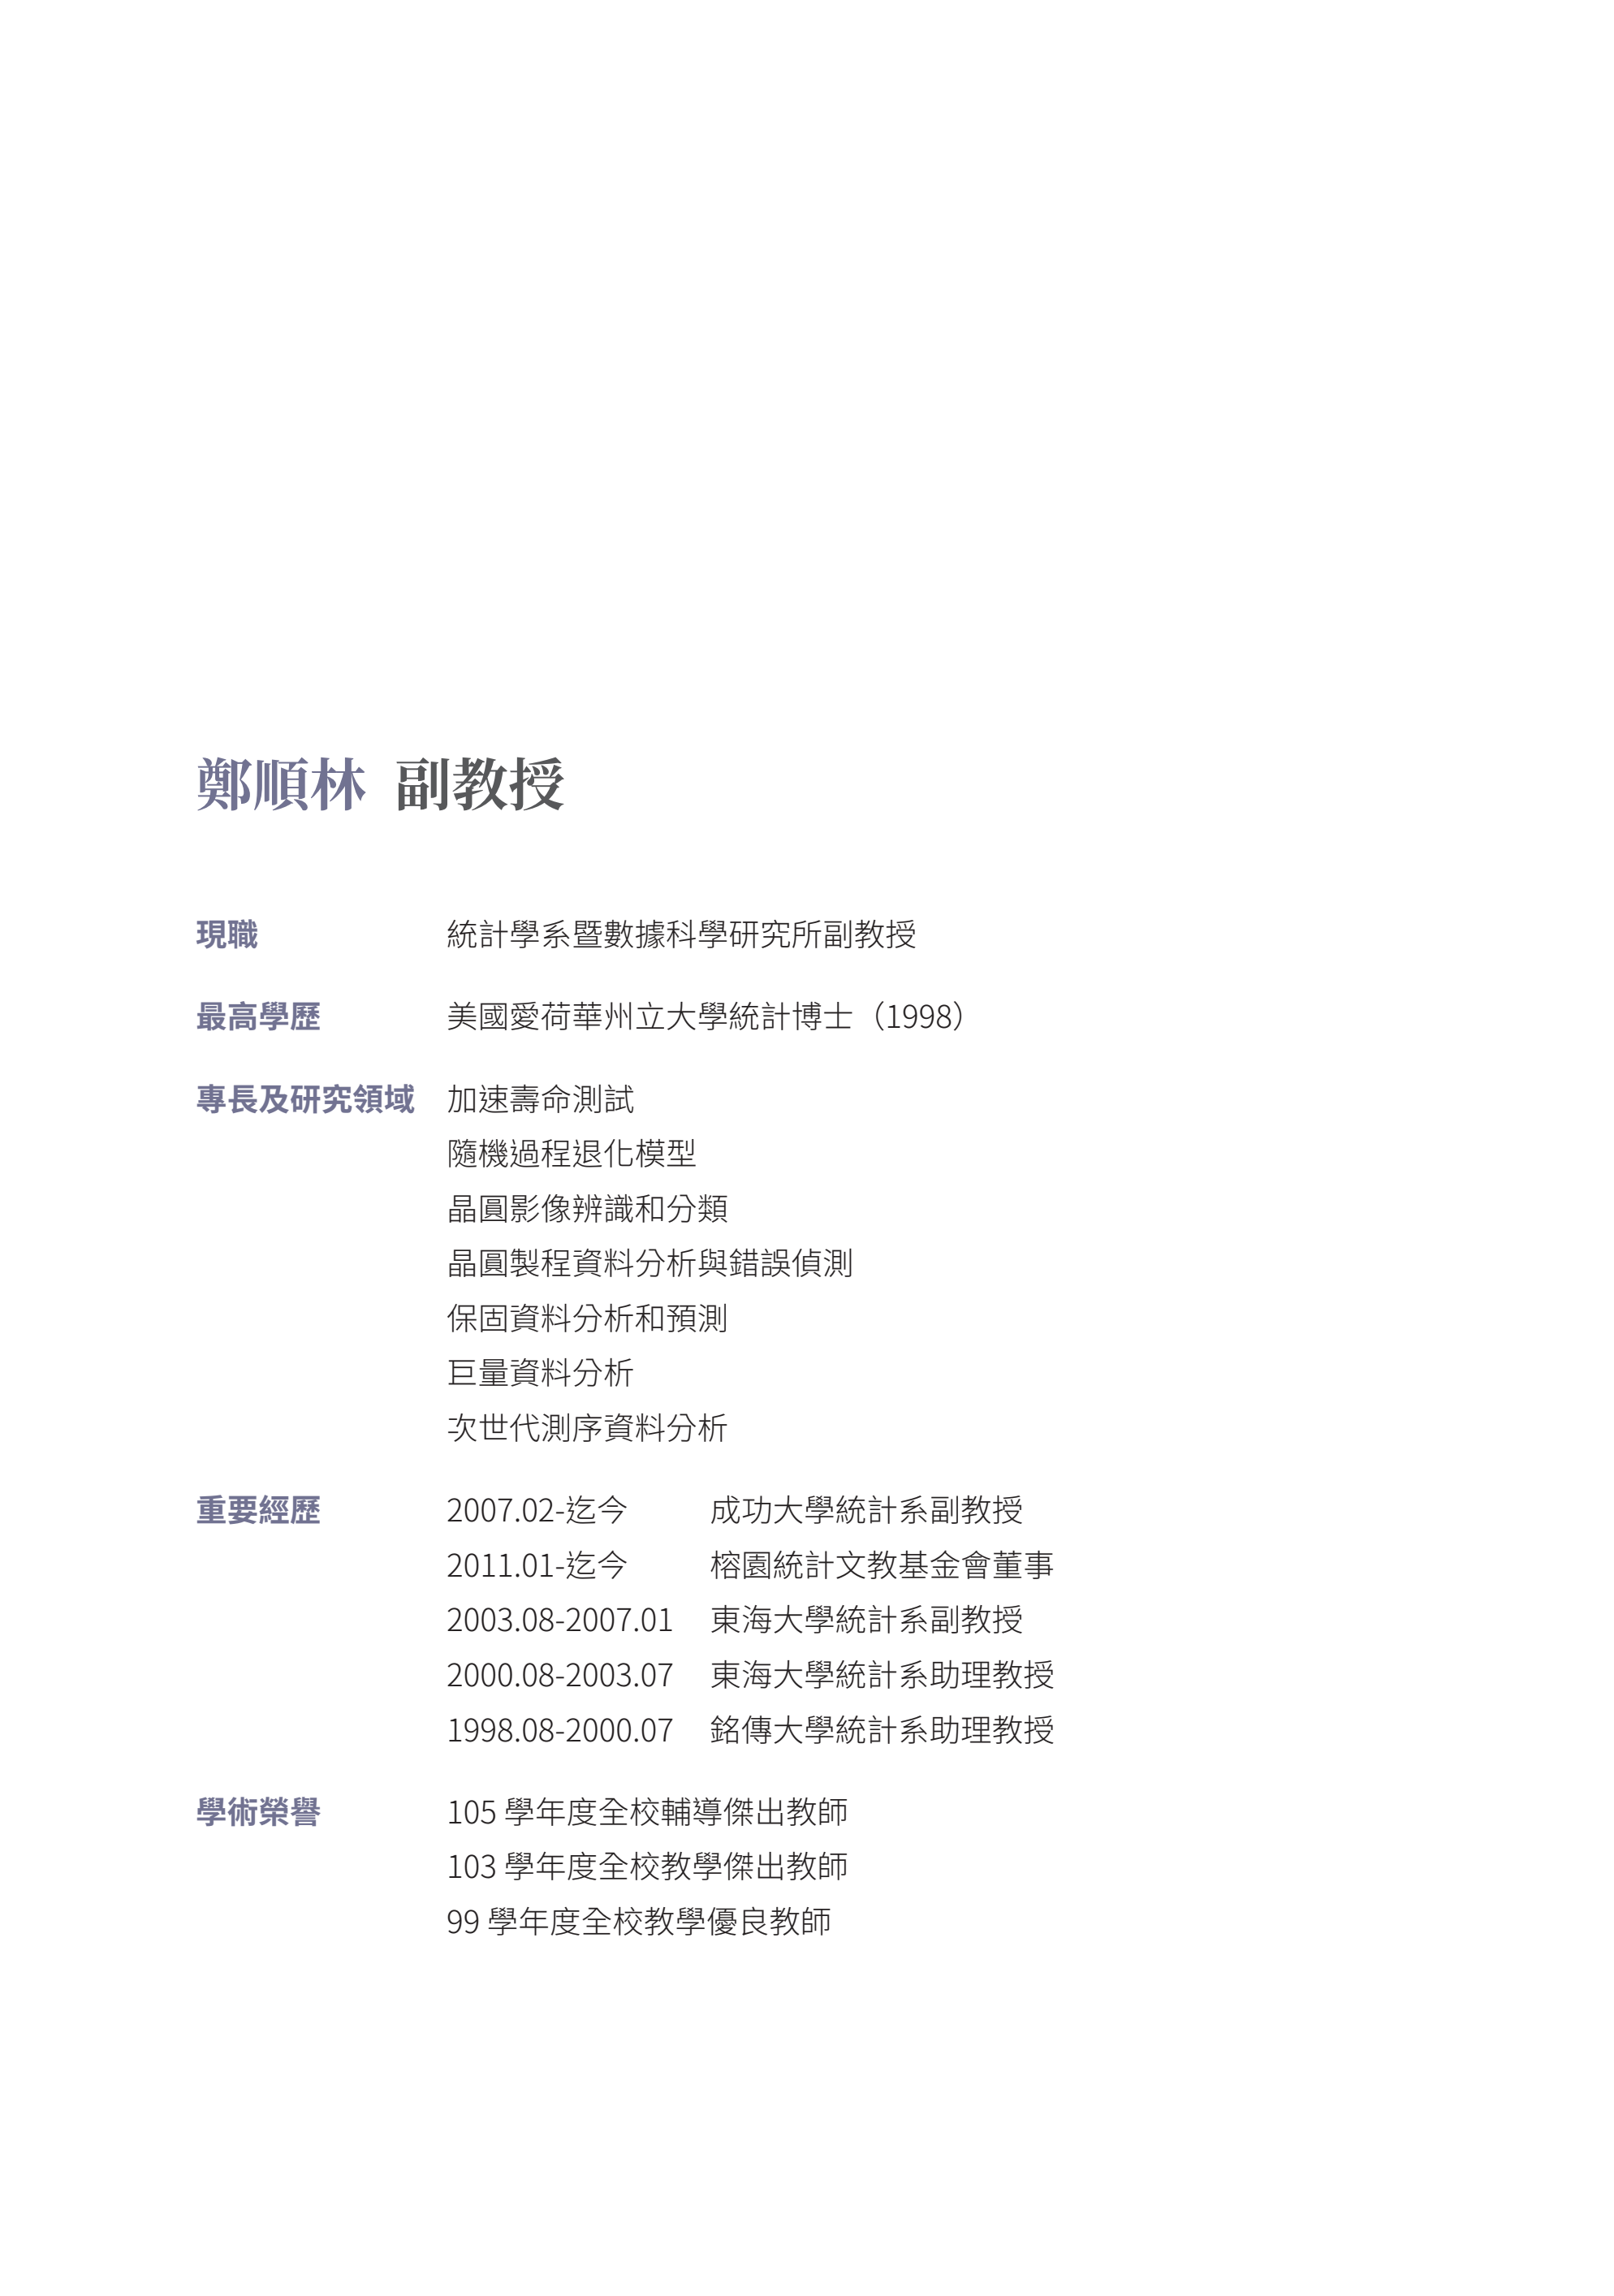 鄭順林 副教授
現職 統計學系暨數據科學研究所副教授
最高學歷 美國愛荷華州立大學統計博士（1998）
專長及研究領域 加速壽命測試
隨機過程退化模型
晶圓影像辨識和分類
晶圓製程資料分析與錯誤偵測
保固資料分析和預測
巨量資料分析
次世代測序資料分析
重要經歷 2007.02-迄今 成功大學統計系副教授
2011.01-迄今 榕園統計文教基金會董事
2003.08-2007.01 東海大學統計系副教授
2000.08-2003.07 東海大學統計系助理教授
1998.08-2000.07 銘傳大學統計系助理教授
學術榮譽 105 學年度全校輔導傑出教師
103 學年度全校教學傑出教師
99 學年度全校教學優良教師